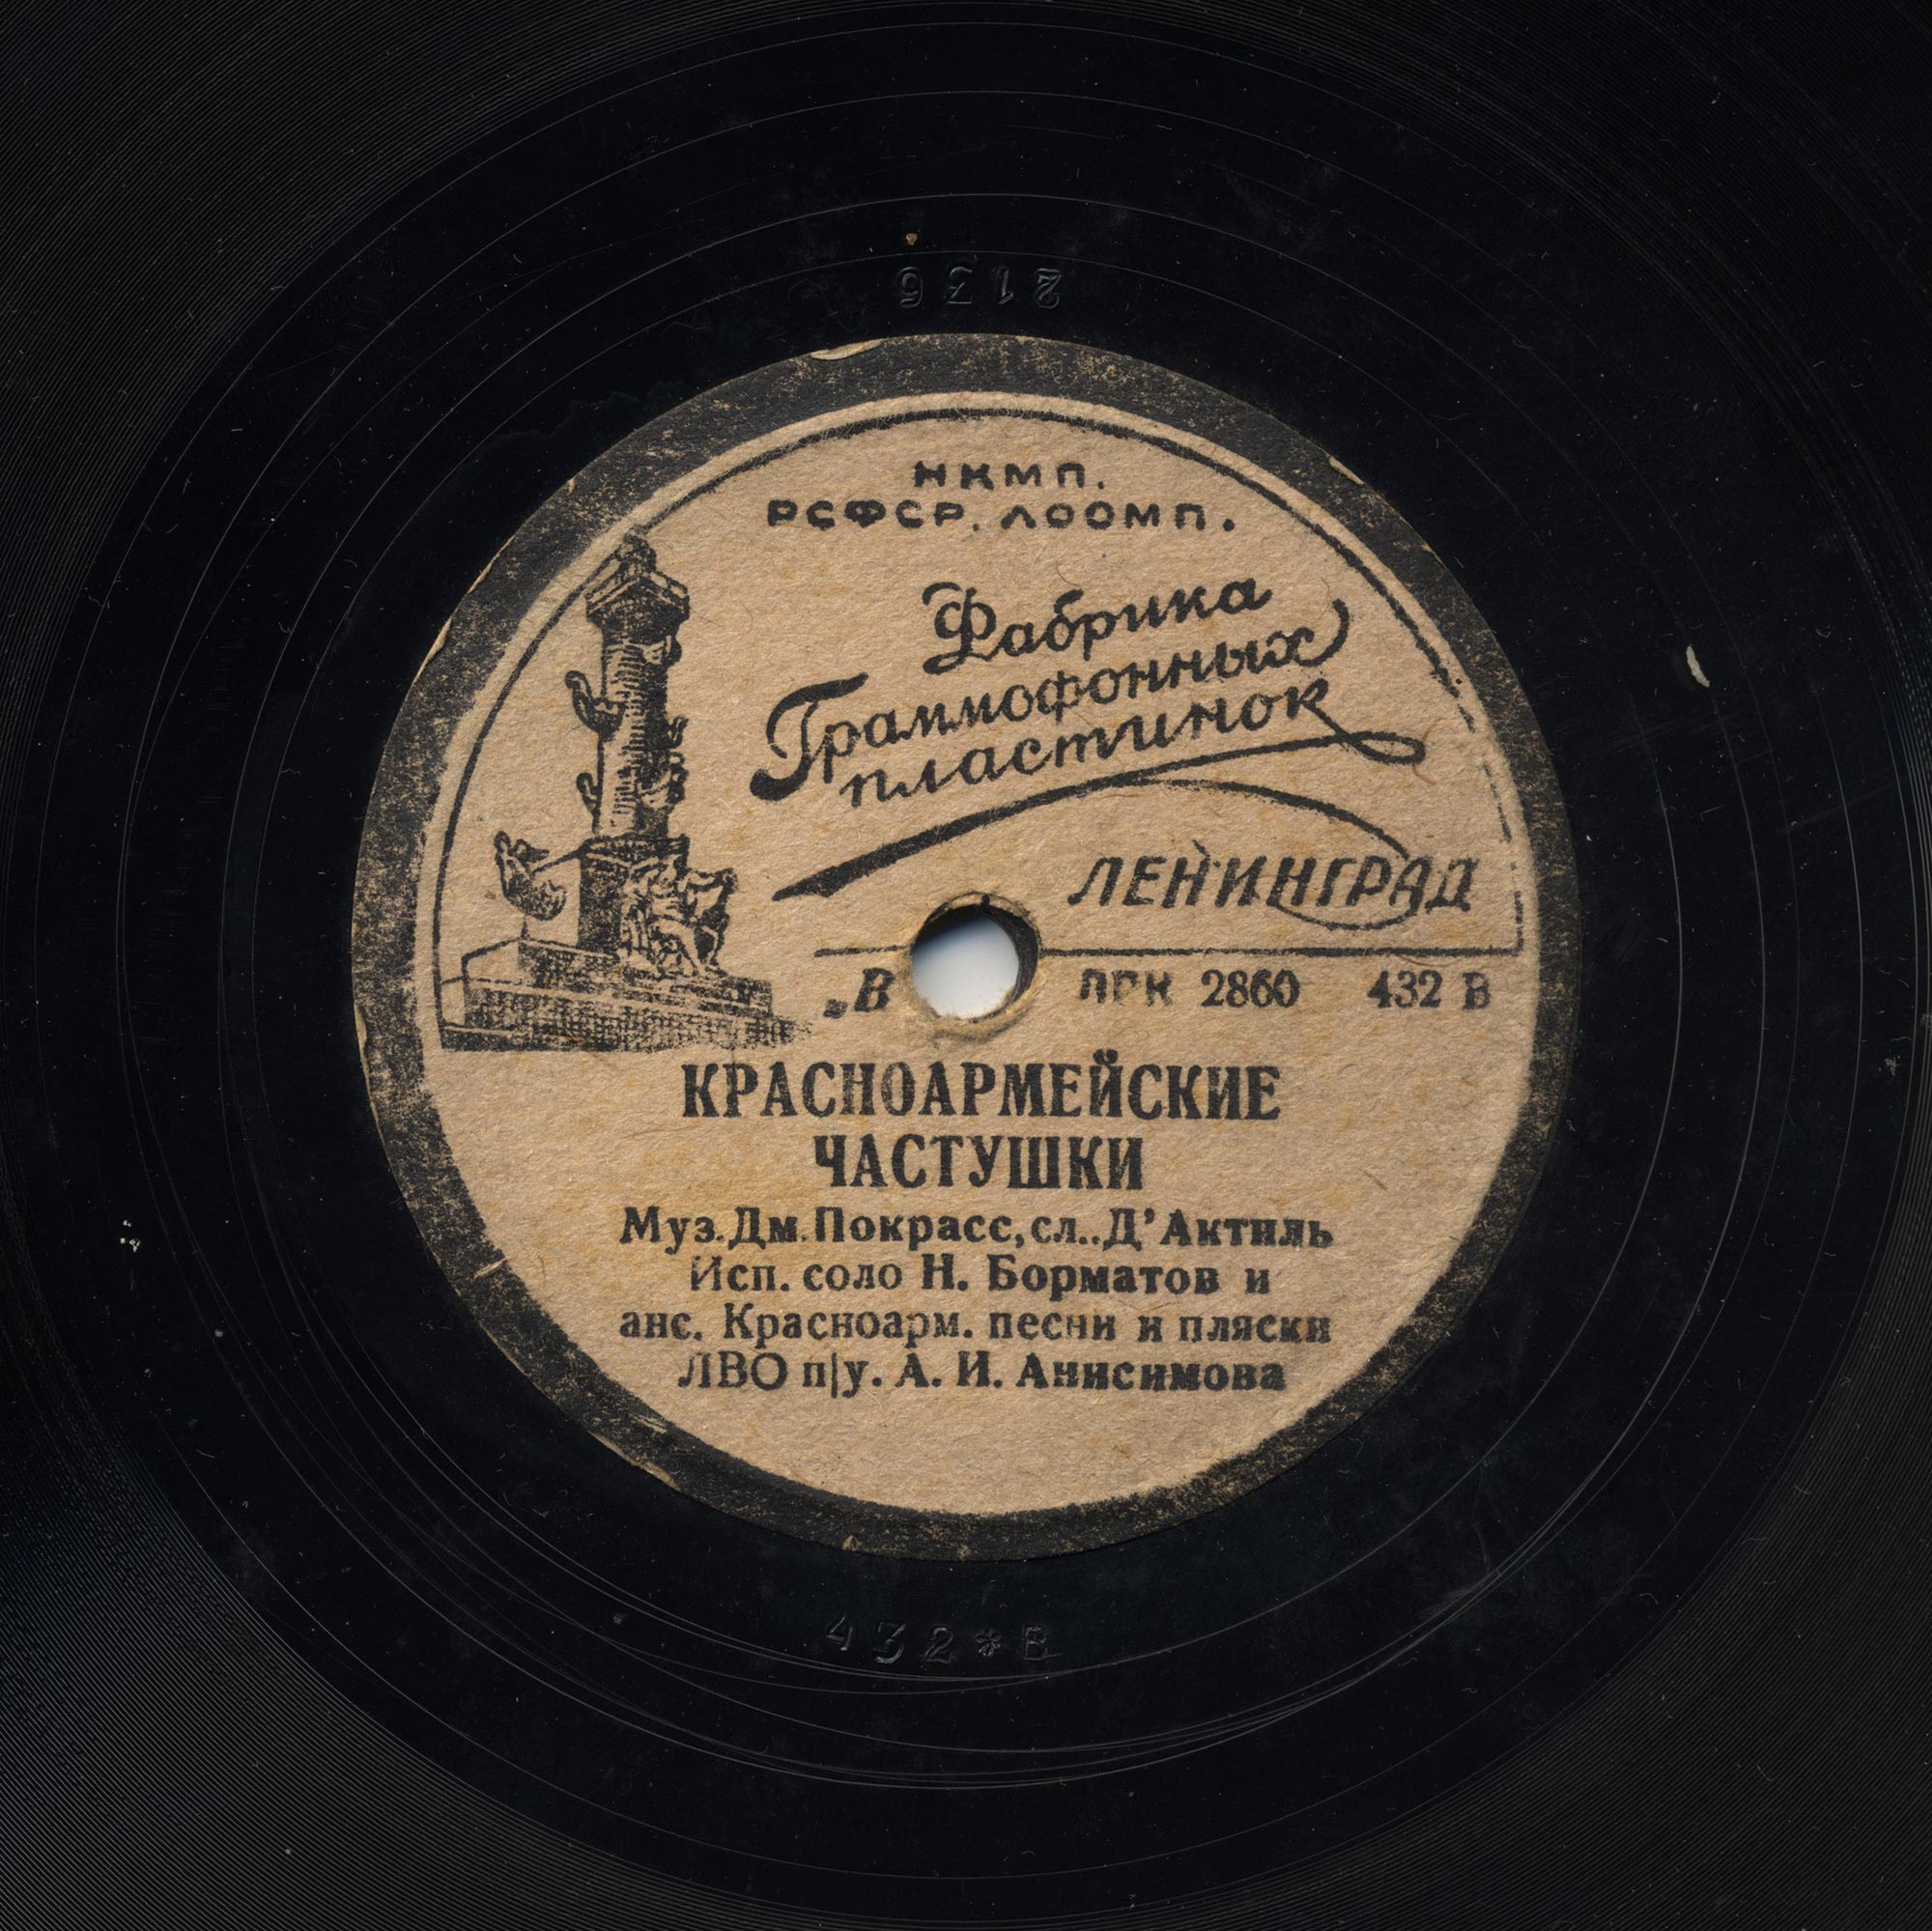 2136
НКМП.
РСФСР. ЛООМП.
Фабрика
Граммофонных
пластинок
ЛЕНИНГРАД
„В ПРК 2860 432 В
КРАСНОАРМЕЙСКИЕ
ЧАСТУШКИ
Муз.Дм.Покрасс,сл..Д’Актиль
Исп. соло Н. Борматов и
анс. Красноарм. песни и пляски
ЛВО п|у. А. И. Анисимова
432*В